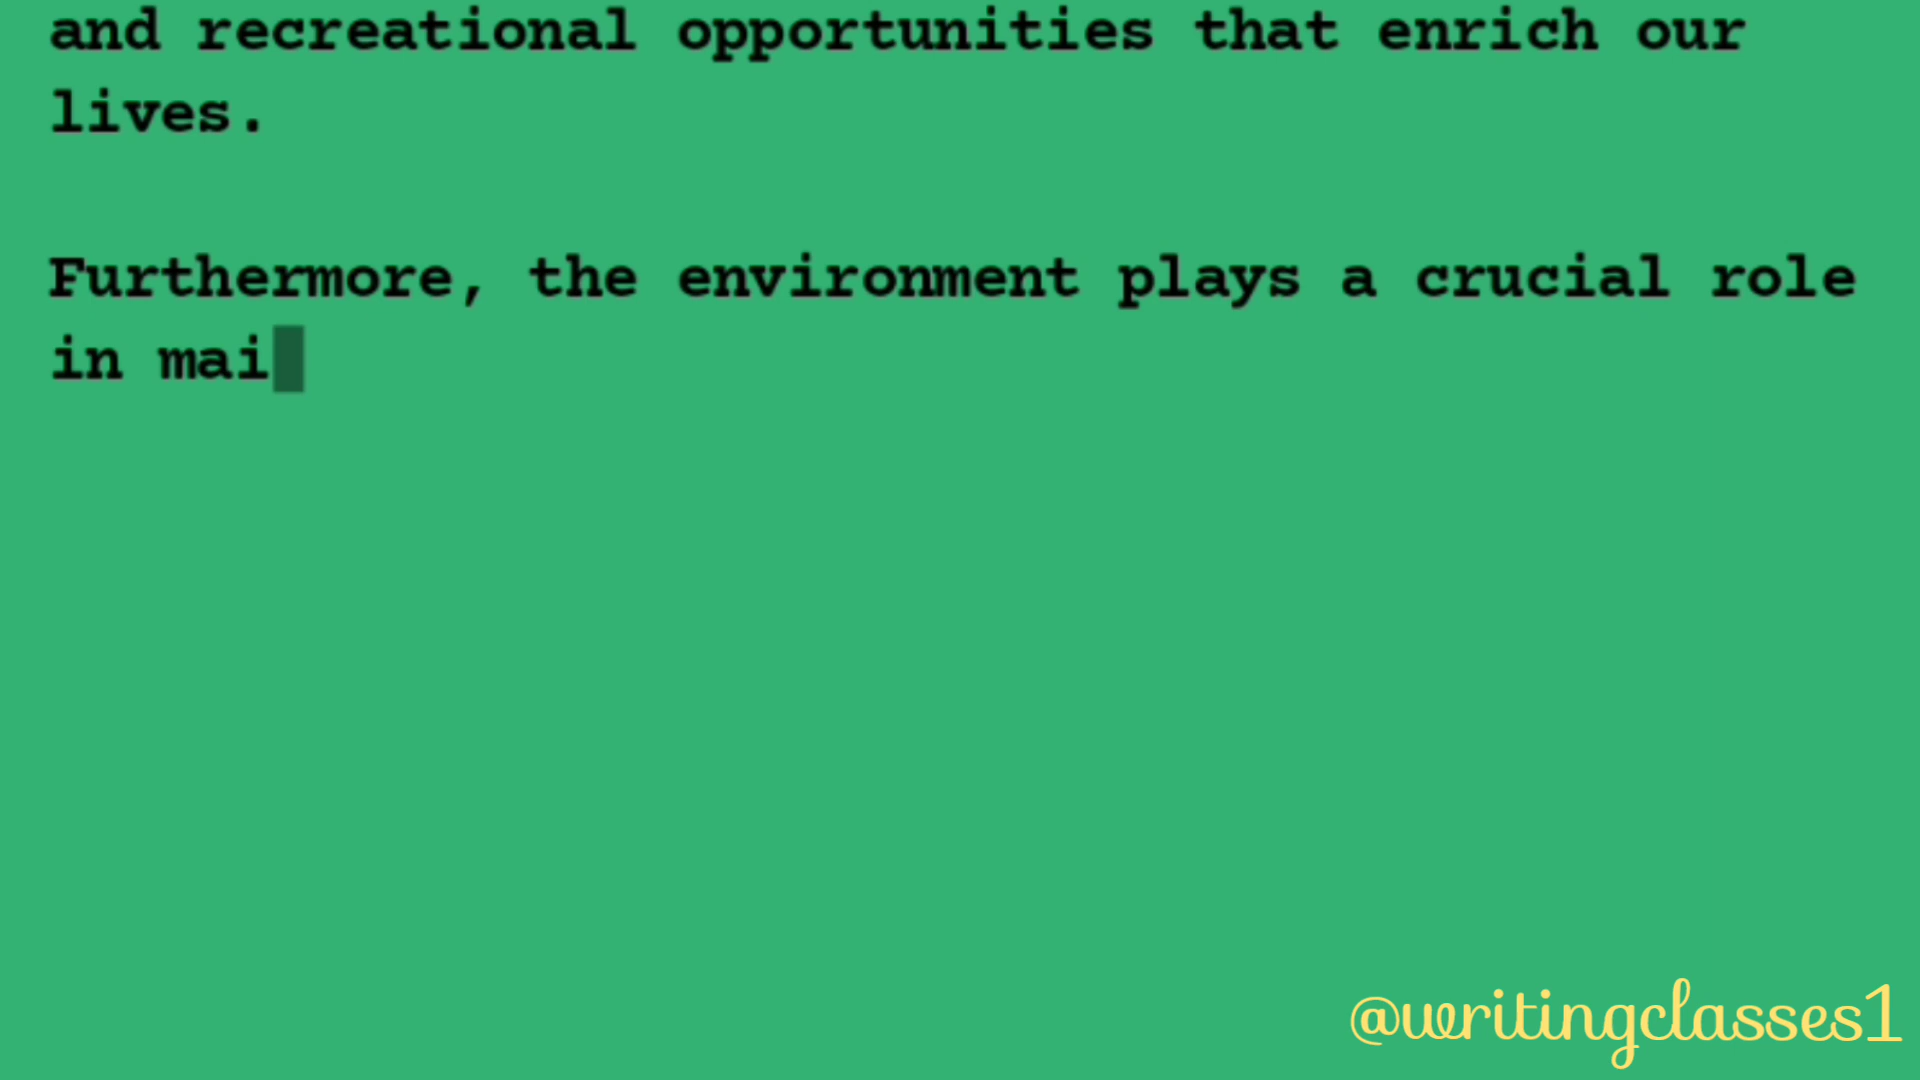 and recreational opportunities that enrich our
lives.
Furthermore, the environment plays a crucial role
in mai
@writingclasses1